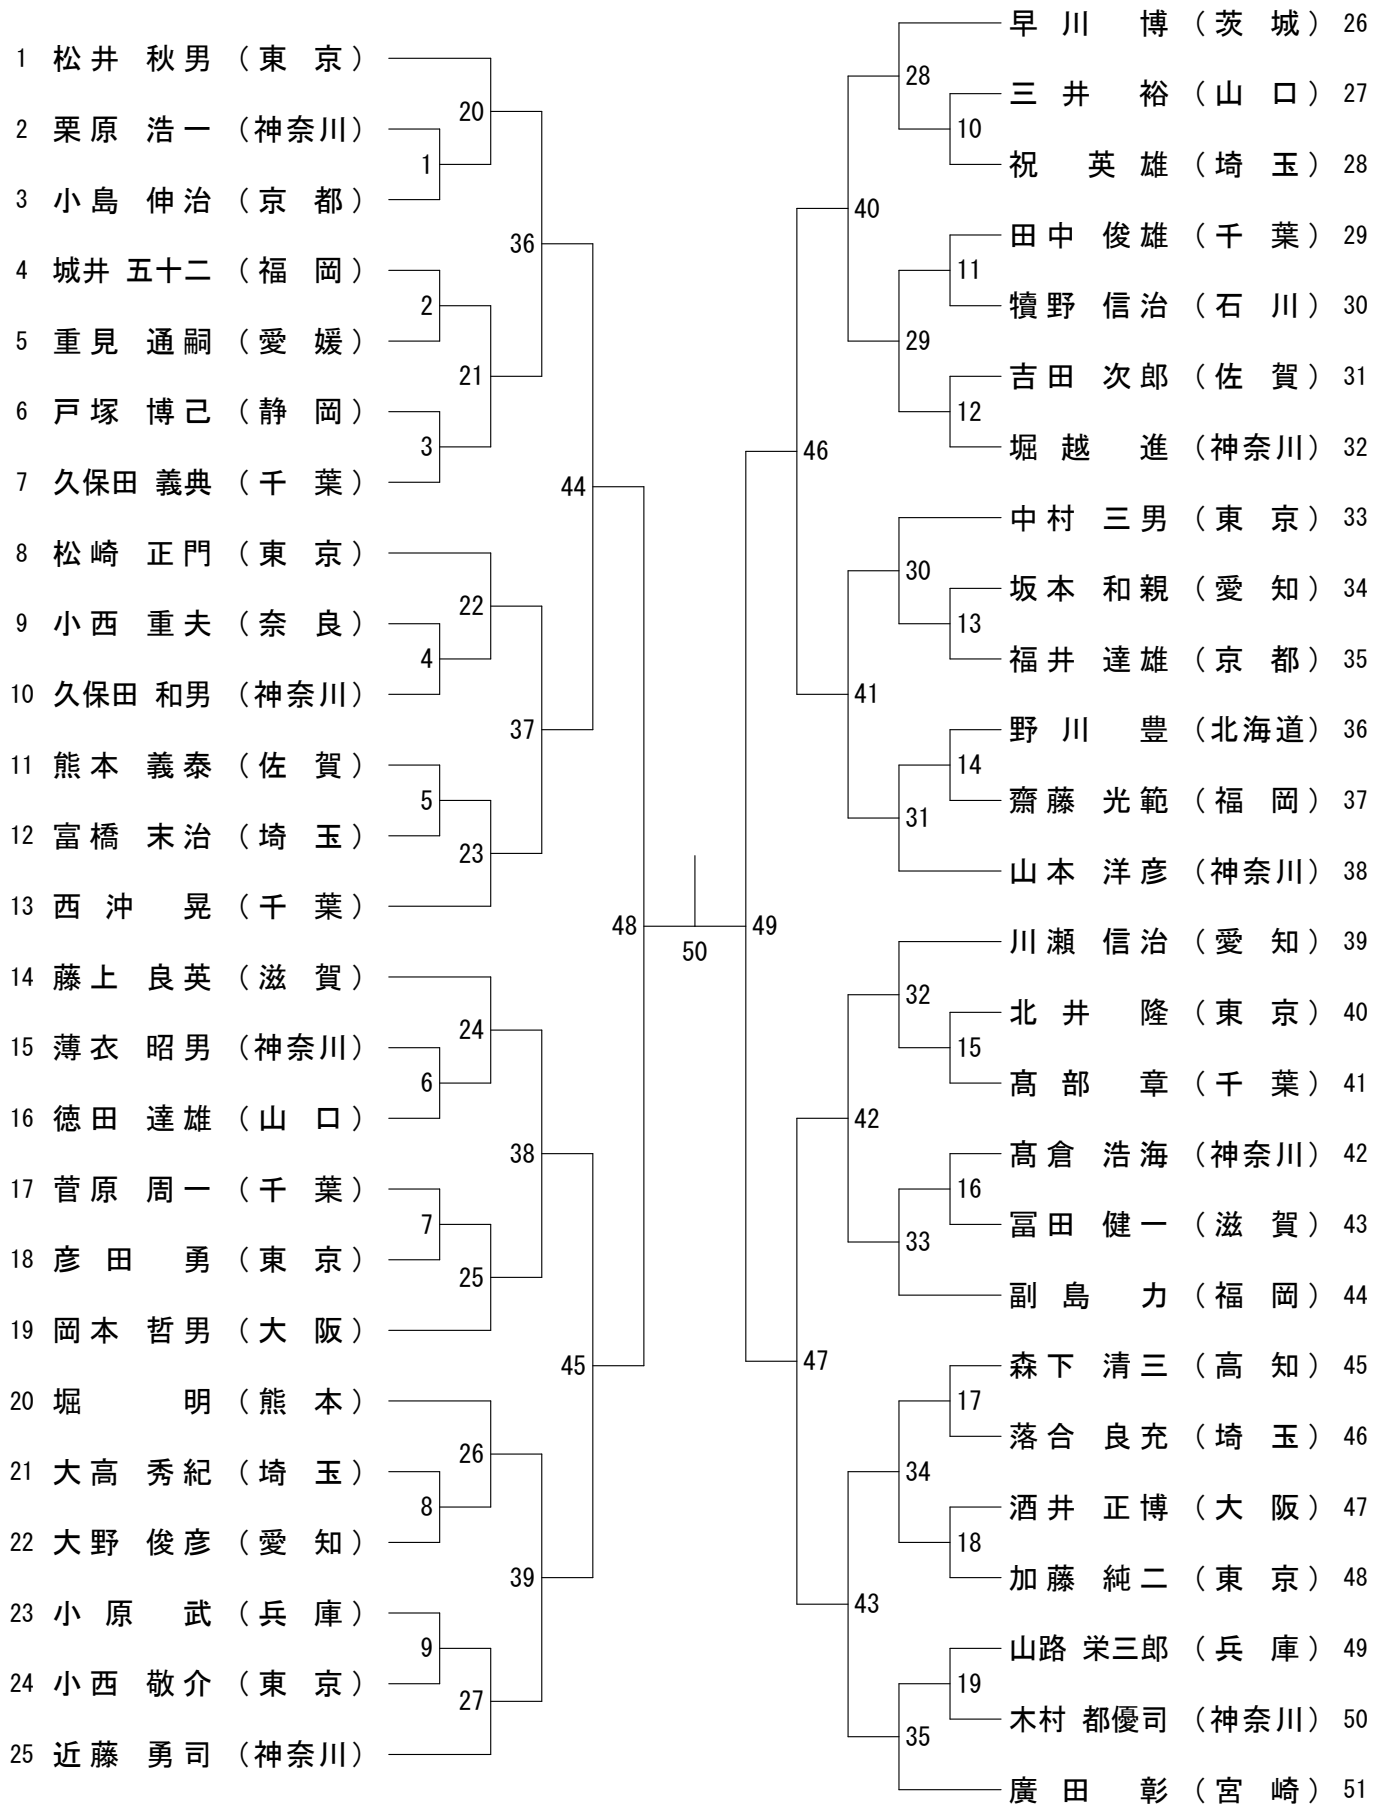 1 松井 秋男 (東 京)
2 栗原 浩一 (神奈川)
3 小島 伸治 (京 都)
4 城井 五十二 (福 岡)
5 重見 通嗣 (愛 媛)
6 戸塚 博己 (静 岡)
7 久保田 義典 (千 葉)
8 松崎 正門 (東 京)
9 小西 重夫 (奈 良)
10 久保田 和男 (神奈川)
11 熊本 義泰 (佐 賀)
12 富橋 末治 (埼 玉)
13 西沖 晃 (千 葉)
14 藤上 良英 (滋 賀)
15 薄衣 昭男 (神奈川)
16 徳田 達雄 (山 口)
17 菅原 周一 (千 葉)
18 彦田 勇 (東 京)
19 岡本 哲男 (大 阪)
20 堀 明 (熊 本)
21 大高 秀紀 (埼 玉)
22 大野 俊彦 (愛 知)
23 小原 武 (兵 庫)
24 小西 敬介 (東 京)
25 近藤 勇司 (神奈川)
1
2
3
4
5
6
7
8
9
20
21
22
23
24
25
26
27
36
37
38
39
44
45
48
50
49
46
47
40
41
42
43
28
29
30
31
32
33
34
35
10
11
12
13
14
15
16
17
18
19
早川 博 (茨 城) 26
三井 裕 (山 口) 27
祝 英雄 (埼 玉) 28
田中 俊雄 (千 葉) 29
犢野 信治 (石 川) 30
吉田 次郎 (佐 賀) 31
堀越 進 (神奈川) 32
中村 三男 (東 京) 33
坂本 和親 (愛 知) 34
福井 達雄 (京 都) 35
野川 豊 (北海道) 36
齋藤 光範 (福 岡) 37
山本 洋彦 (神奈川) 38
川瀬 信治 (愛 知) 39
北井 隆 (東 京) 40
髙部 章 (千 葉) 41
髙倉 浩海 (神奈川) 42
冨田 健一 (滋 賀) 43
副島 力 (福 岡) 44
森下 清三 (高 知) 45
落合 良充 (埼 玉) 46
酒井 正博 (大 阪) 47
加藤 純二 (東 京) 48
山路 栄三郎 (兵 庫) 49
木村 都優司 (神奈川) 50
廣田 彰 (宮 崎) 51